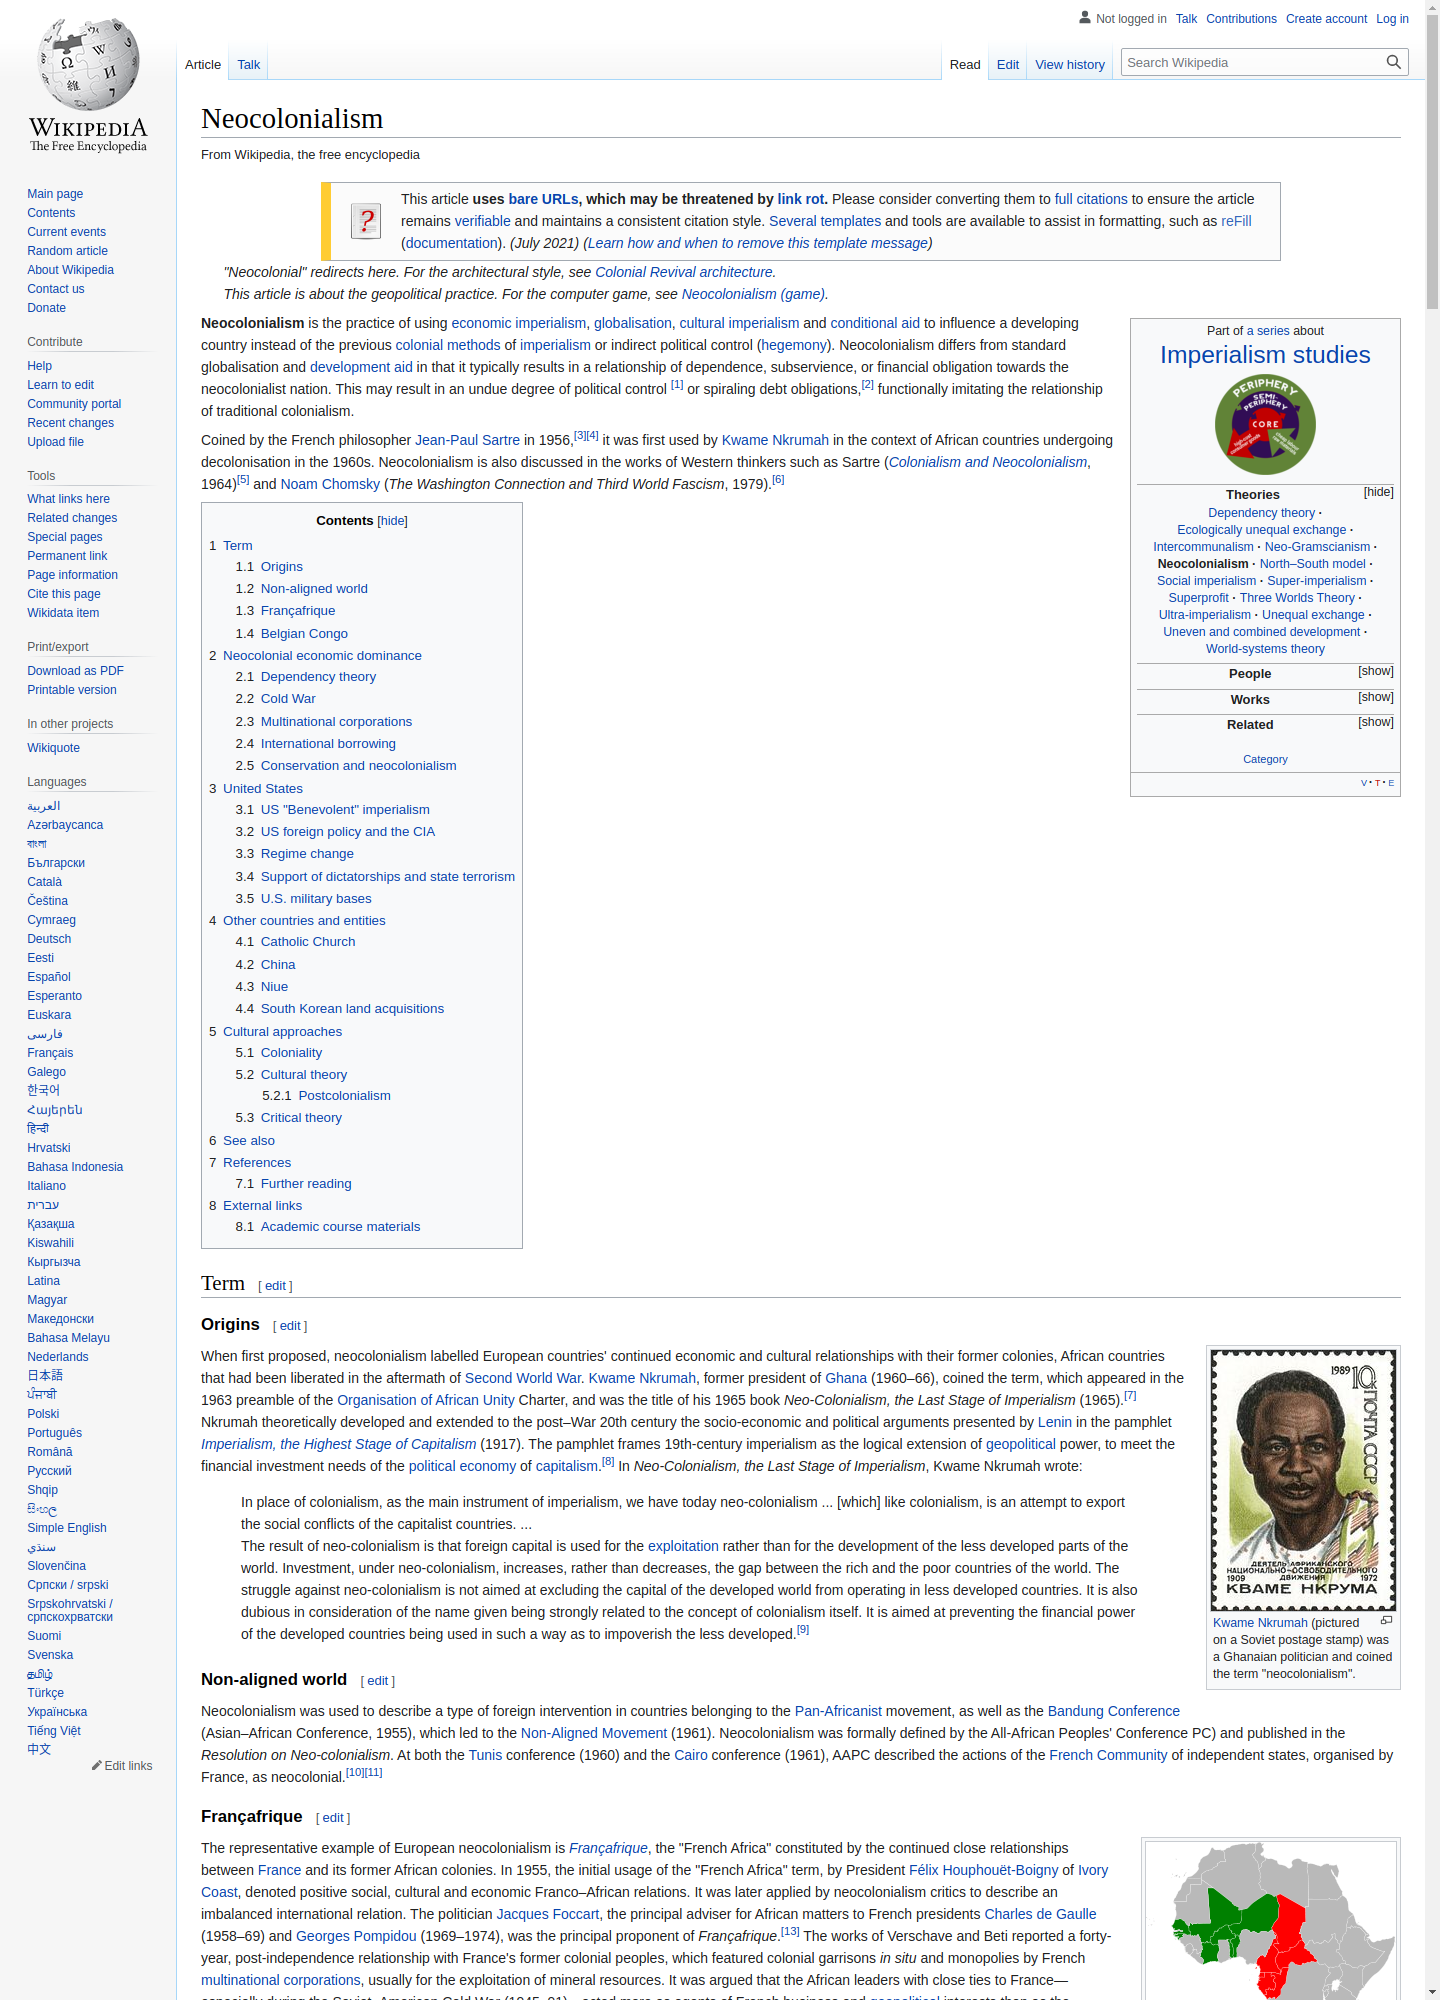 Not logged in Talk Contributions Create account Log in
Article Talk Read Edit View history Search Wikipedia
WIKIPEDIA
The Free Encyclopedia
Main page
Contents
Current events
Random article
About Wikipedia
Contact us
Donate
Contribute
Help
Learn to edit
Community portal
Recent changes
Upload file
Tools
What links here
Related changes
Special pages
Permanent link
Page information
Cite this page
Wikidata item
Print/export
Download as PDF
Printable version
In other projects
Wikiquote
Languages
العربية
Azərbaycanca
বাংলা
Български
Català
Čeština
Cymraeg
Deutsch
Eesti
Español
Esperanto
Euskara
فارسی
Français
Galego
한국어
Հայերեն
हिन्दी
Hrvatski
Bahasa Indonesia
Italiano
עברית
Қазақша
Kiswahili
Кыргызча
Latina
Magyar
Македонски
Bahasa Melayu
Nederlands
日本語
ਪੰਜਾਬੀ
Polski
Português
Română
Русский
Shqip
සිංහල
Simple English
سنڌي
Slovenčina
Српски / srpski
Srpskohrvatski /
српскохрватски
Suomi
Svenska
தமிழ்
Türkçe
Українська
Tiếng Việt
中文
Edit links
Neocolonialism
From Wikipedia, the free encyclopedia
This article uses bare URLs, which may be threatened by link rot. Please consider converting them to full citations to ensure the article
remains verifiable and maintains a consistent citation style. Several templates and tools are available to assist in formatting, such as reFill
(documentation). (July 2021) (Learn how and when to remove this template message)
"Neocolonial" redirects here. For the architectural style, see Colonial Revival architecture.
This article is about the geopolitical practice. For the computer game, see Neocolonialism (game).
Neocolonialism is the practice of using economic imperialism, globalisation, cultural imperialism and conditional aid to influence a developing
country instead of the previous colonial methods of imperialism or indirect political control (hegemony). Neocolonialism differs from standard
globalisation and development aid in that it typically results in a relationship of dependence, subservience, or financial obligation towards the
neocolonialist nation. This may result in an undue degree of political control [1] or spiraling debt obligations,[2] functionally imitating the relationship
of traditional colonialism.
Coined by the French philosopher Jean-Paul Sartre in 1956,[3][4] it was first used by Kwame Nkrumah in the context of African countries undergoing
decolonisation in the 1960s. Neocolonialism is also discussed in the works of Western thinkers such as Sartre (Colonialism and Neocolonialism,
1964)[5] and Noam Chomsky (The Washington Connection and Third World Fascism, 1979).[6]
Part of a series about
Imperialism studies
PERIPHERY
SEMI-
PERIPHERY
CORE
Theories [hide]
Dependency theory ·
Ecologically unequal exchange ·
Intercommunalism · Neo-Gramscianism ·
Neocolonialism · North–South model ·
Social imperialism · Super-imperialism ·
Superprofit · Three Worlds Theory ·
Ultra-imperialism · Unequal exchange ·
Uneven and combined development ·
World-systems theory
People [show]
Works [show]
Related [show]
Category
V · T · E
Contents [hide]
1 Term
1.1 Origins
1.2 Non-aligned world
1.3 Françafrique
1.4 Belgian Congo
2 Neocolonial economic dominance
2.1 Dependency theory
2.2 Cold War
2.3 Multinational corporations
2.4 International borrowing
2.5 Conservation and neocolonialism
3 United States
3.1 US "Benevolent" imperialism
3.2 US foreign policy and the CIA
3.3 Regime change
3.4 Support of dictatorships and state terrorism
3.5 U.S. military bases
4 Other countries and entities
4.1 Catholic Church
4.2 China
4.3 Niue
4.4 South Korean land acquisitions
5 Cultural approaches
5.1 Coloniality
5.2 Cultural theory
5.2.1 Postcolonialism
5.3 Critical theory
6 See also
7 References
7.1 Further reading
8 External links
8.1 Academic course materials
Term [ edit ]
Origins [ edit ]
When first proposed, neocolonialism labelled European countries' continued economic and cultural relationships with their former colonies, African countries
that had been liberated in the aftermath of Second World War. Kwame Nkrumah, former president of Ghana (1960–66), coined the term, which appeared in the
1963 preamble of the Organisation of African Unity Charter, and was the title of his 1965 book Neo-Colonialism, the Last Stage of Imperialism (1965).[7]
Nkrumah theoretically developed and extended to the post–War 20th century the socio-economic and political arguments presented by Lenin in the pamphlet
Imperialism, the Highest Stage of Capitalism (1917). The pamphlet frames 19th-century imperialism as the logical extension of geopolitical power, to meet the
financial investment needs of the political economy of capitalism.[8] In Neo-Colonialism, the Last Stage of Imperialism, Kwame Nkrumah wrote:
In place of colonialism, as the main instrument of imperialism, we have today neo-colonialism ... [which] like colonialism, is an attempt to export
the social conflicts of the capitalist countries. ...
The result of neo-colonialism is that foreign capital is used for the exploitation rather than for the development of the less developed parts of the
world. Investment, under neo-colonialism, increases, rather than decreases, the gap between the rich and the poor countries of the world. The
struggle against neo-colonialism is not aimed at excluding the capital of the developed world from operating in less developed countries. It is also
dubious in consideration of the name given being strongly related to the concept of colonialism itself. It is aimed at preventing the financial power
of the developed countries being used in such a way as to impoverish the less developed.[9]
1989 10к
ПОЧТА СССР
ДЕЯТЕЛЬ АФРИКАНСКОГО
НАЦИОНАЛЬНО-ОСВОБОДИТЕЛЬНОГО
1909 ДВИЖЕНИЯ 1972
КВАМЕ НКРУМА
Kwame Nkrumah (pictured
on a Soviet postage stamp) was
a Ghanaian politician and coined
the term "neocolonialism".
Non-aligned world [ edit ]
Neocolonialism was used to describe a type of foreign intervention in countries belonging to the Pan-Africanist movement, as well as the Bandung Conference
(Asian–African Conference, 1955), which led to the Non-Aligned Movement (1961). Neocolonialism was formally defined by the All-African Peoples' Conference PC) and published in the
Resolution on Neo-colonialism. At both the Tunis conference (1960) and the Cairo conference (1961), AAPC described the actions of the French Community of independent states, organised by
France, as neocolonial.[10][11]
Françafrique [ edit ]
The representative example of European neocolonialism is Françafrique, the "French Africa" constituted by the continued close relationships
between France and its former African colonies. In 1955, the initial usage of the "French Africa" term, by President Félix Houphouët-Boigny of Ivory
Coast, denoted positive social, cultural and economic Franco–African relations. It was later applied by neocolonialism critics to describe an
imbalanced international relation. The politician Jacques Foccart, the principal adviser for African matters to French presidents Charles de Gaulle
(1958–69) and Georges Pompidou (1969–1974), was the principal proponent of Françafrique.[13] The works of Verschave and Beti reported a forty-
year, post-independence relationship with France's former colonial peoples, which featured colonial garrisons in situ and monopolies by French
multinational corporations, usually for the exploitation of mineral resources. It was argued that the African leaders with close ties to France—